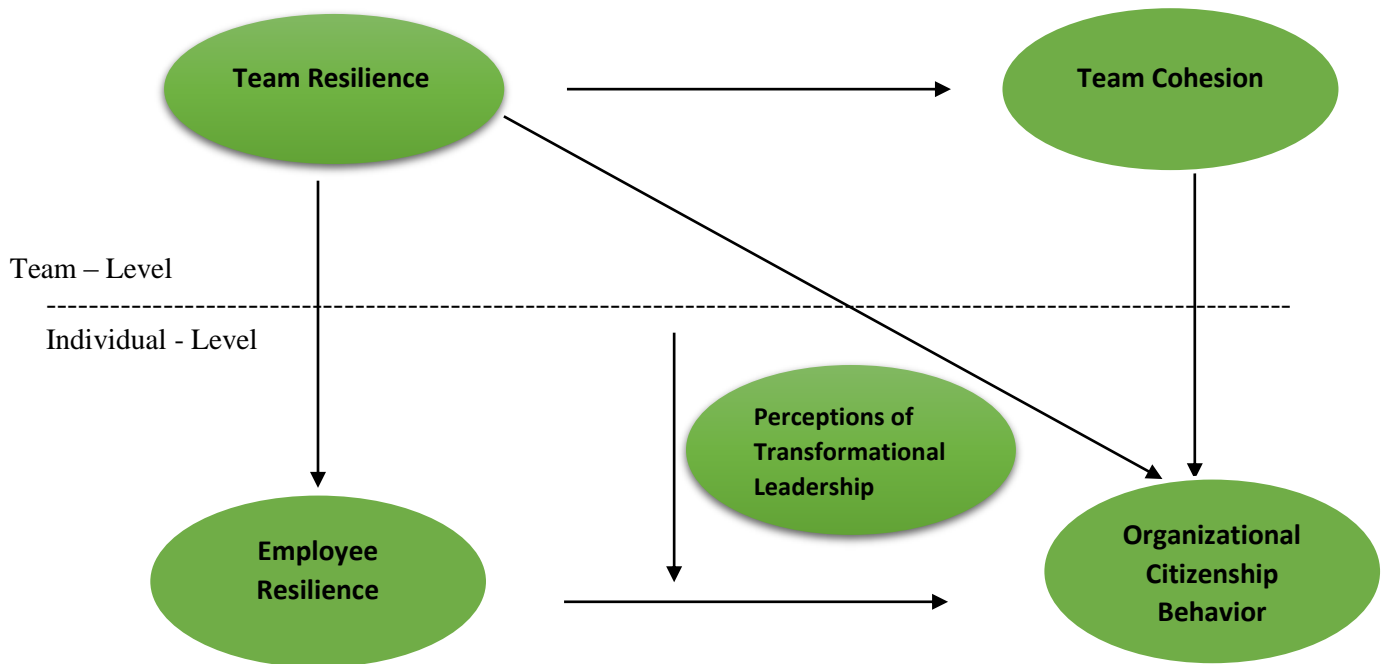 Team Resilience
Team Cohesion
Team – Level
Individual - Level
Perceptions of
Transformational
Leadership
Employee
Resilience
Organizational
Citizenship
Behavior